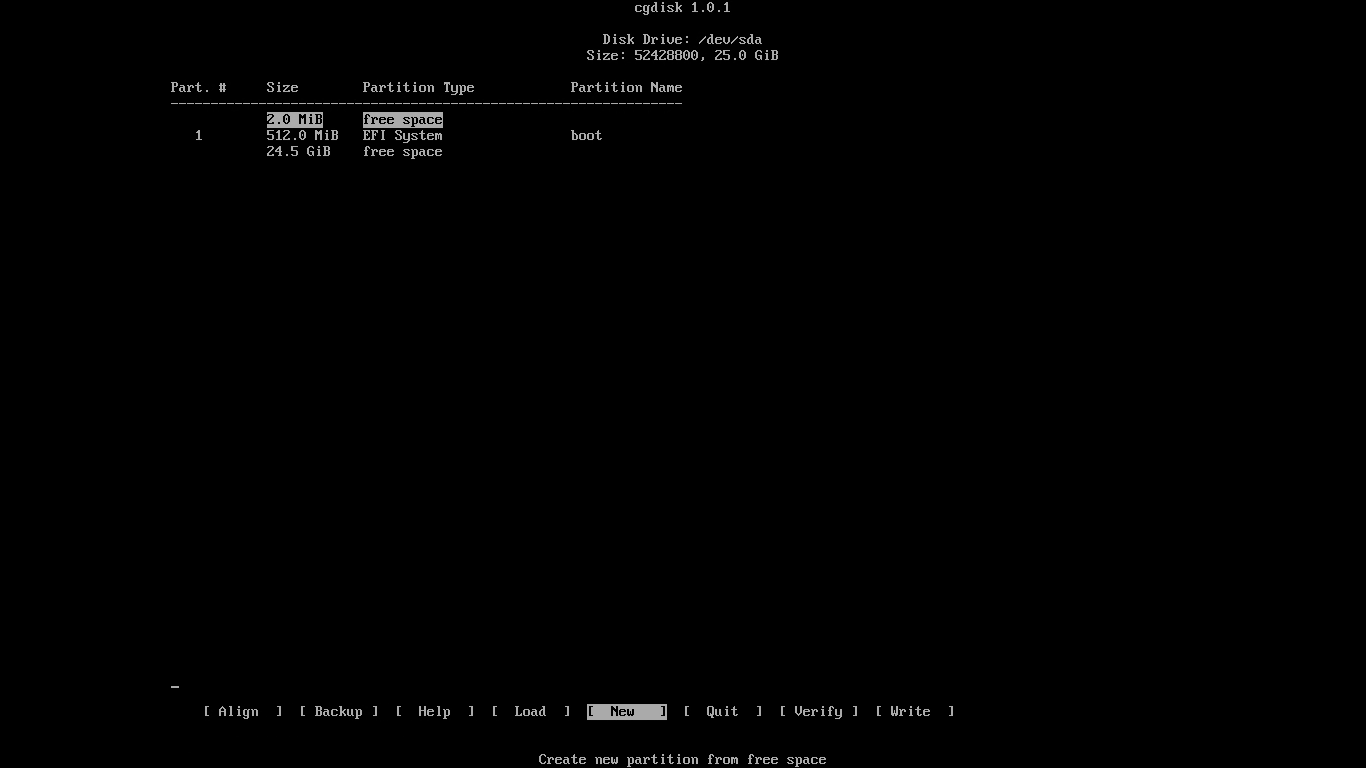 cgdisk 1.0.1
Disk Drive: /dev/sda
Size: 52428800, 25.0 GiB
Part. # Size Partition Type Partition Name
----------------------------------------------------------------
2.0 MiB free space
1 512.0 MiB EFI System boot
24.5 GiB free space
_
[ Align ] [ Backup ] [ Help ] [ Load ] [ New ] [ Quit ] [ Verify ] [ Write ]
Create new partition from free space